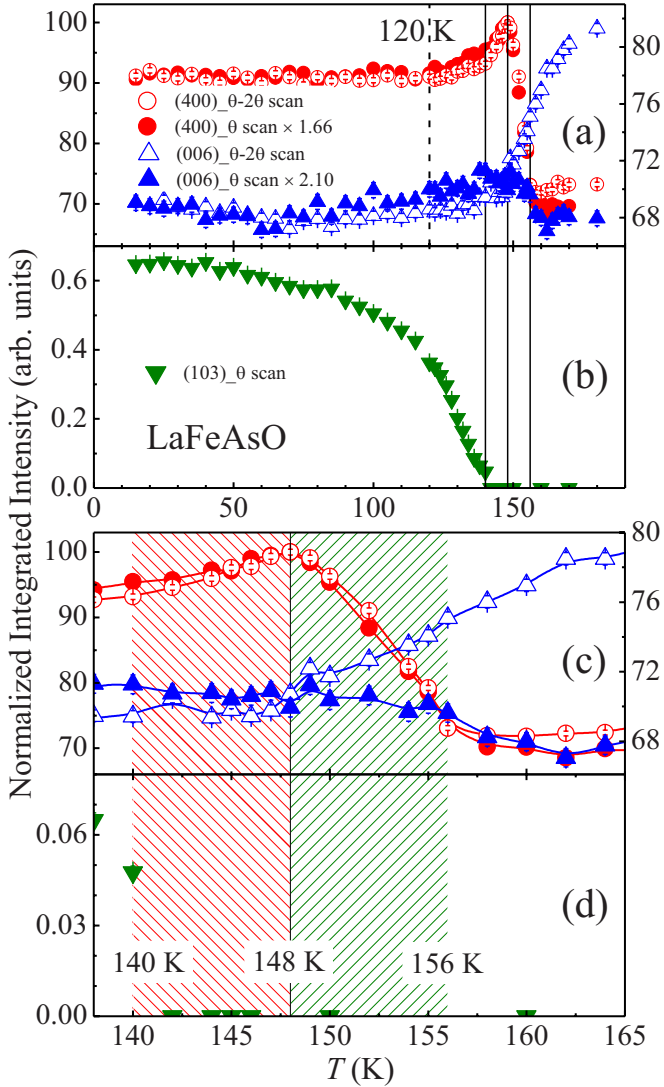 Normalized Integrated Intensity (arb. units)
120 K
100
90
80
70
80
76
72
68
(400)_θ-2θ scan
(400)_θ scan × 1.66
(006)_θ-2θ scan
(006)_θ scan × 2.10
(a)
0.6
0.4
0.2
0.0
(103)_θ scan
(b)
LaFeAsO
0 50 100 150
100
90
80
70
80
76
72
68
(c)
0.06
0.03
0.00
(d)
140 K 148 K 156 K
140 145 150 155 160 165
T (K)